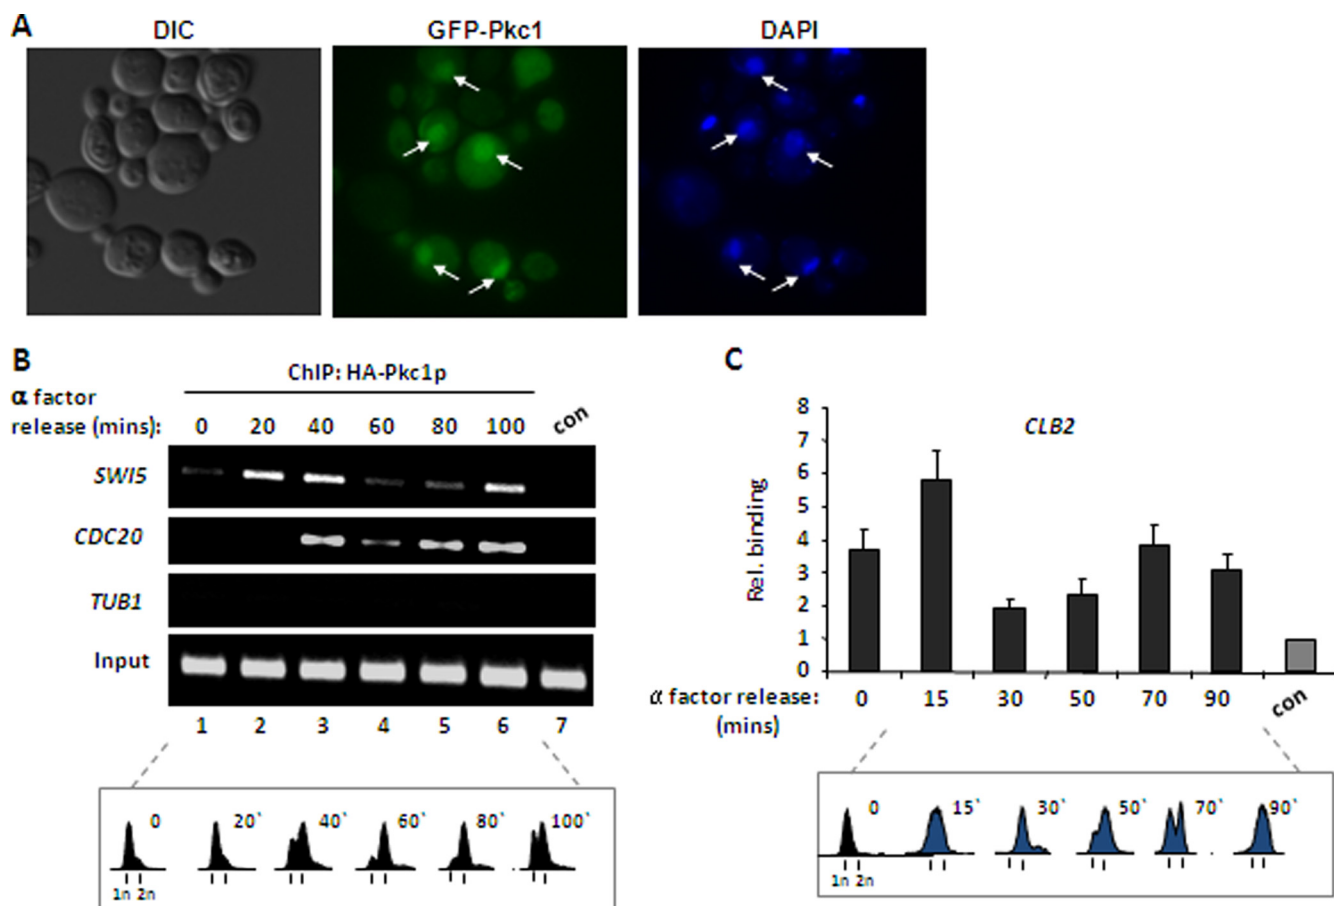 A
DIC
GFP-Pkc1
DAPI
B
ChIP: HA-Pkc1p
α factor
release (mins): 0 20 40 60 80 100 con
SWI5
CDC20
TUB1
Input
1 2 3 4 5 6 7
0 20` 40` 60` 80` 100`
1n 2n
C
CLB2
Rel. binding
8
7
6
5
4
3
2
1
0
α factor release: 0 15 30 50 70 90 con
(mins)
0 15` 30` 50` 70` 90`
1n 2n